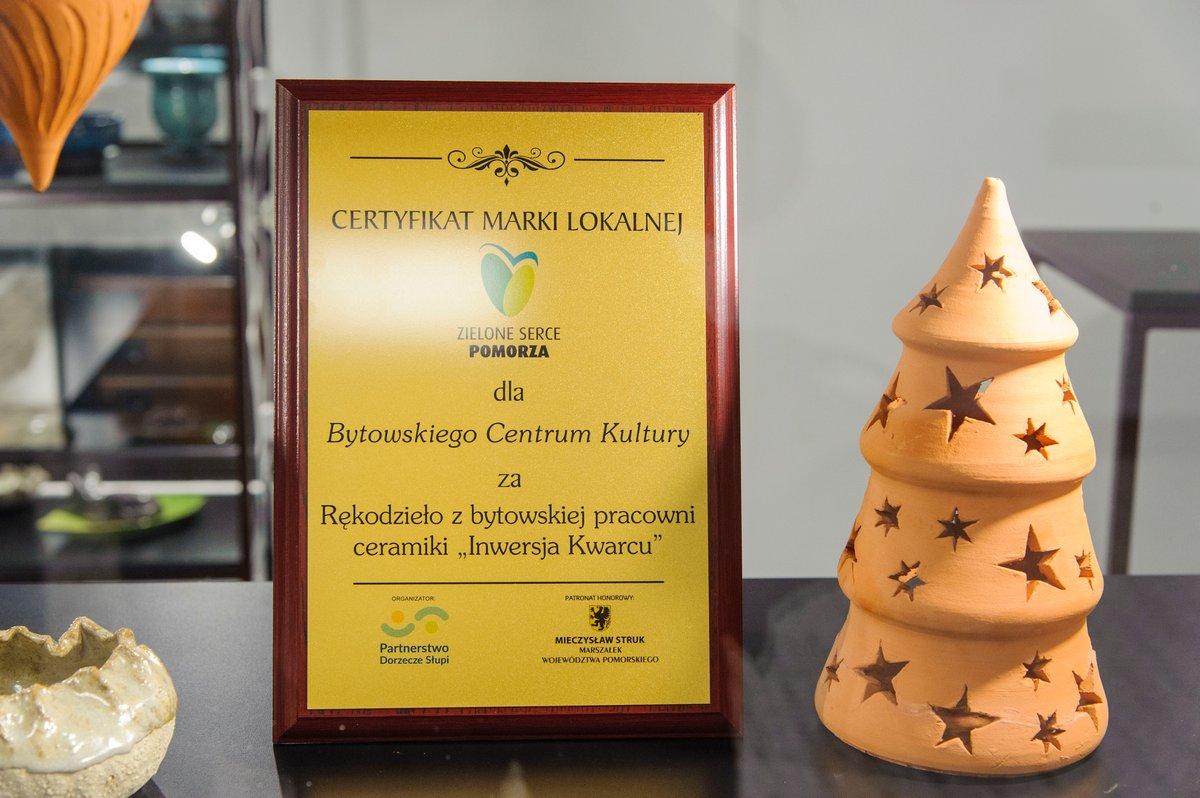 CERTYFIKAT MARKI LOKALNEJ
ZIELONE SERCE
POMORZA
dla
Bytowskiego Centrum Kultury
za
Rękodzieło z bytowskiej pracowni
ceramiki „Inwersja Kwarcu”
ORGANIZATOR:
Partnerstwo
Dorzecze Słupi
PATRONAT HONOROWY:
MIECZYSŁAW STRUK
MARSZAŁEK
WOJEWÓDZTWA POMORSKIEGO